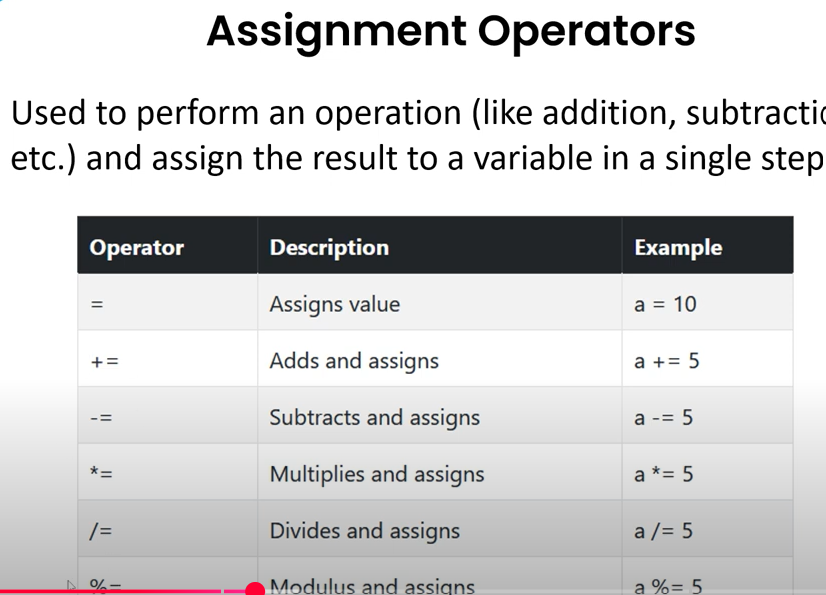 Assignment Operators
Used to perform an operation (like addition, subtractic
etc.) and assign the result to a variable in a single step
Operator Description Example
= Assigns value a = 10
+= Adds and assigns a += 5
-= Subtracts and assigns a -= 5
*= Multiplies and assigns a *= 5
/= Divides and assigns a /= 5
%= Modulus and assigns a %= 5